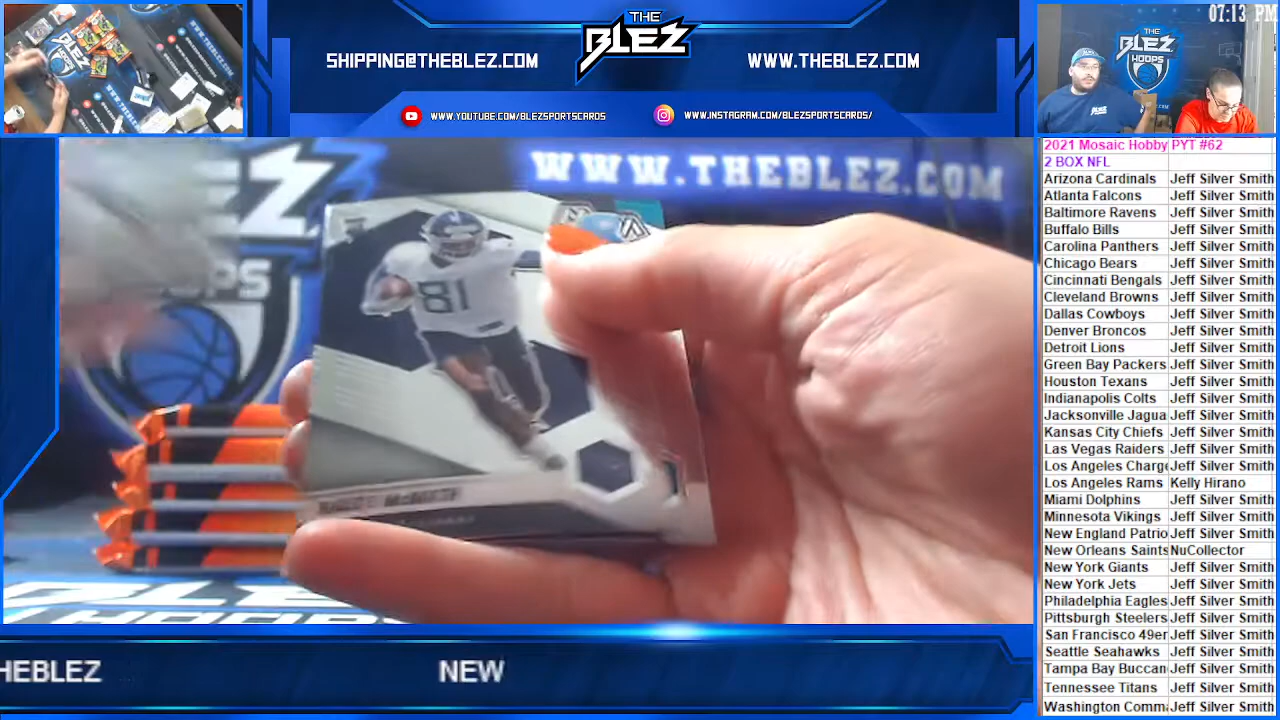 THE
BLEZ
SHIPPING@THEBLEZ.COM
WWW.THEBLEZ.COM
WWW.YOUTUBE.COM/BLEZSPORTSCARDS
WWW.INSTAGRAM.COM/BLEZSPORTSCARDS/
07:13 PM
THE
BLEZ
HOOPS
WWW.THEBLEZ.COM
81
2021 Mosaic Hobby PYT #62
2 BOX NFL
Arizona Cardinals Jeff Silver Smith
Atlanta Falcons Jeff Silver Smith
Baltimore Ravens Jeff Silver Smith
Buffalo Bills Jeff Silver Smith
Carolina Panthers Jeff Silver Smith
Chicago Bears Jeff Silver Smith
Cincinnati Bengals Jeff Silver Smith
Cleveland Browns Jeff Silver Smith
Dallas Cowboys Jeff Silver Smith
Denver Broncos Jeff Silver Smith
Detroit Lions Jeff Silver Smith
Green Bay Packers Jeff Silver Smith
Houston Texans Jeff Silver Smith
Indianapolis Colts Jeff Silver Smith
Jacksonville Jagua Jeff Silver Smith
Kansas City Chiefs Jeff Silver Smith
Las Vegas Raiders Jeff Silver Smith
Los Angeles Charge Jeff Silver Smith
Los Angeles Rams Kelly Hirano
Miami Dolphins Jeff Silver Smith
Minnesota Vikings Jeff Silver Smith
New England Patrio Jeff Silver Smith
New Orleans Saints NuCollector
New York Giants Jeff Silver Smith
New York Jets Jeff Silver Smith
Philadelphia Eagles Jeff Silver Smith
Pittsburgh Steelers Jeff Silver Smith
San Francisco 49er Jeff Silver Smith
Seattle Seahawks Jeff Silver Smith
Tampa Bay Buccan Jeff Silver Smith
Tennessee Titans Jeff Silver Smith
Washington Comma Jeff Silver Smith
HEBLEZ NEW